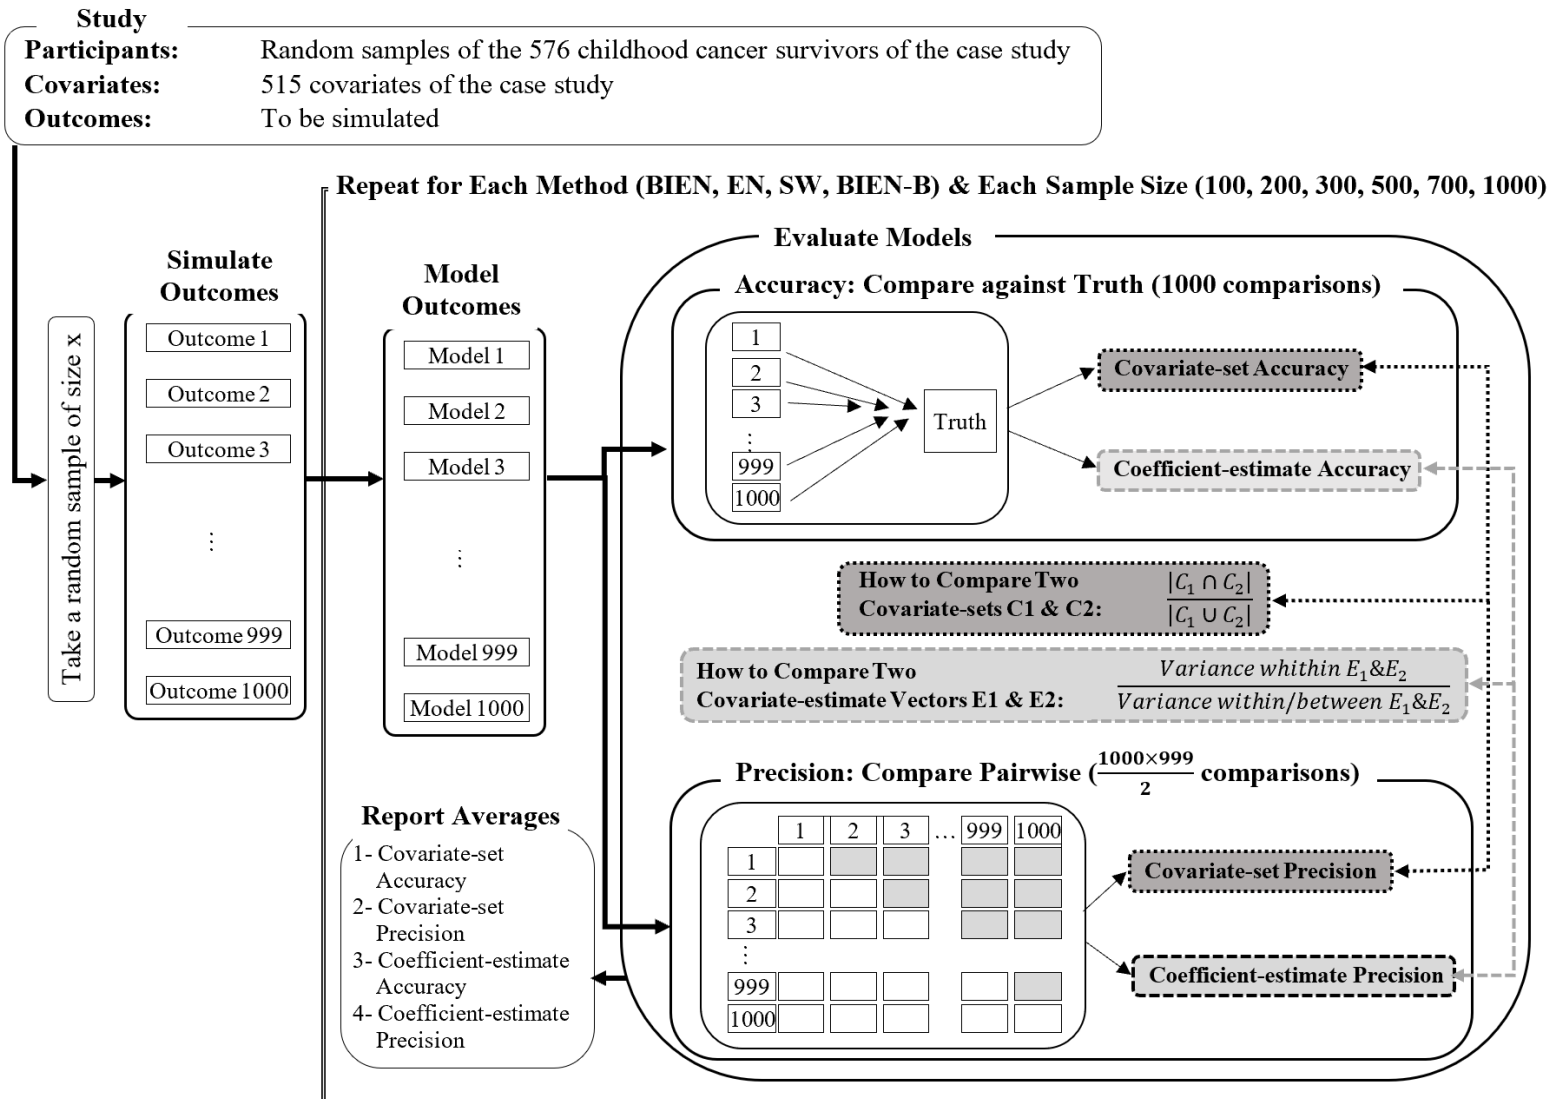 Study
Participants: Random samples of the 576 childhood cancer survivors of the case study
Covariates: 515 covariates of the case study
Outcomes: To be simulated
Repeat for Each Method (BIEN, EN, SW, BIEN-B) & Each Sample Size (100, 200, 300, 500, 700, 1000)
Take a random sample of size x
Simulate
Outcomes
Outcome 1
Outcome 2
Outcome 3
⋮
Outcome 999
Outcome 1000
Model
Outcomes
Model 1
Model 2
Model 3
⋮
Model 999
Model 1000
Evaluate Models
Accuracy: Compare against Truth (1000 comparisons)
1
2
3
⋮
999
1000
Truth
Covariate-set Accuracy
Coefficient-estimate Accuracy
How to Compare Two
Covariate-sets C1 & C2:
|C₁ ∩ C₂|
|C₁ ∪ C₂|
How to Compare Two
Covariate-estimate Vectors E1 & E2:
Variance whithin E₁&E₂
Variance within/between E₁&E₂
Precision: Compare Pairwise (1000×999/2 comparisons)
1 2 3 … 999 1000
1
2
3
⋮
999
1000
Covariate-set Precision
Coefficient-estimate Precision
Report Averages
1- Covariate-set
Accuracy
2- Covariate-set
Precision
3- Coefficient-estimate
Accuracy
4- Coefficient-estimate
Precision